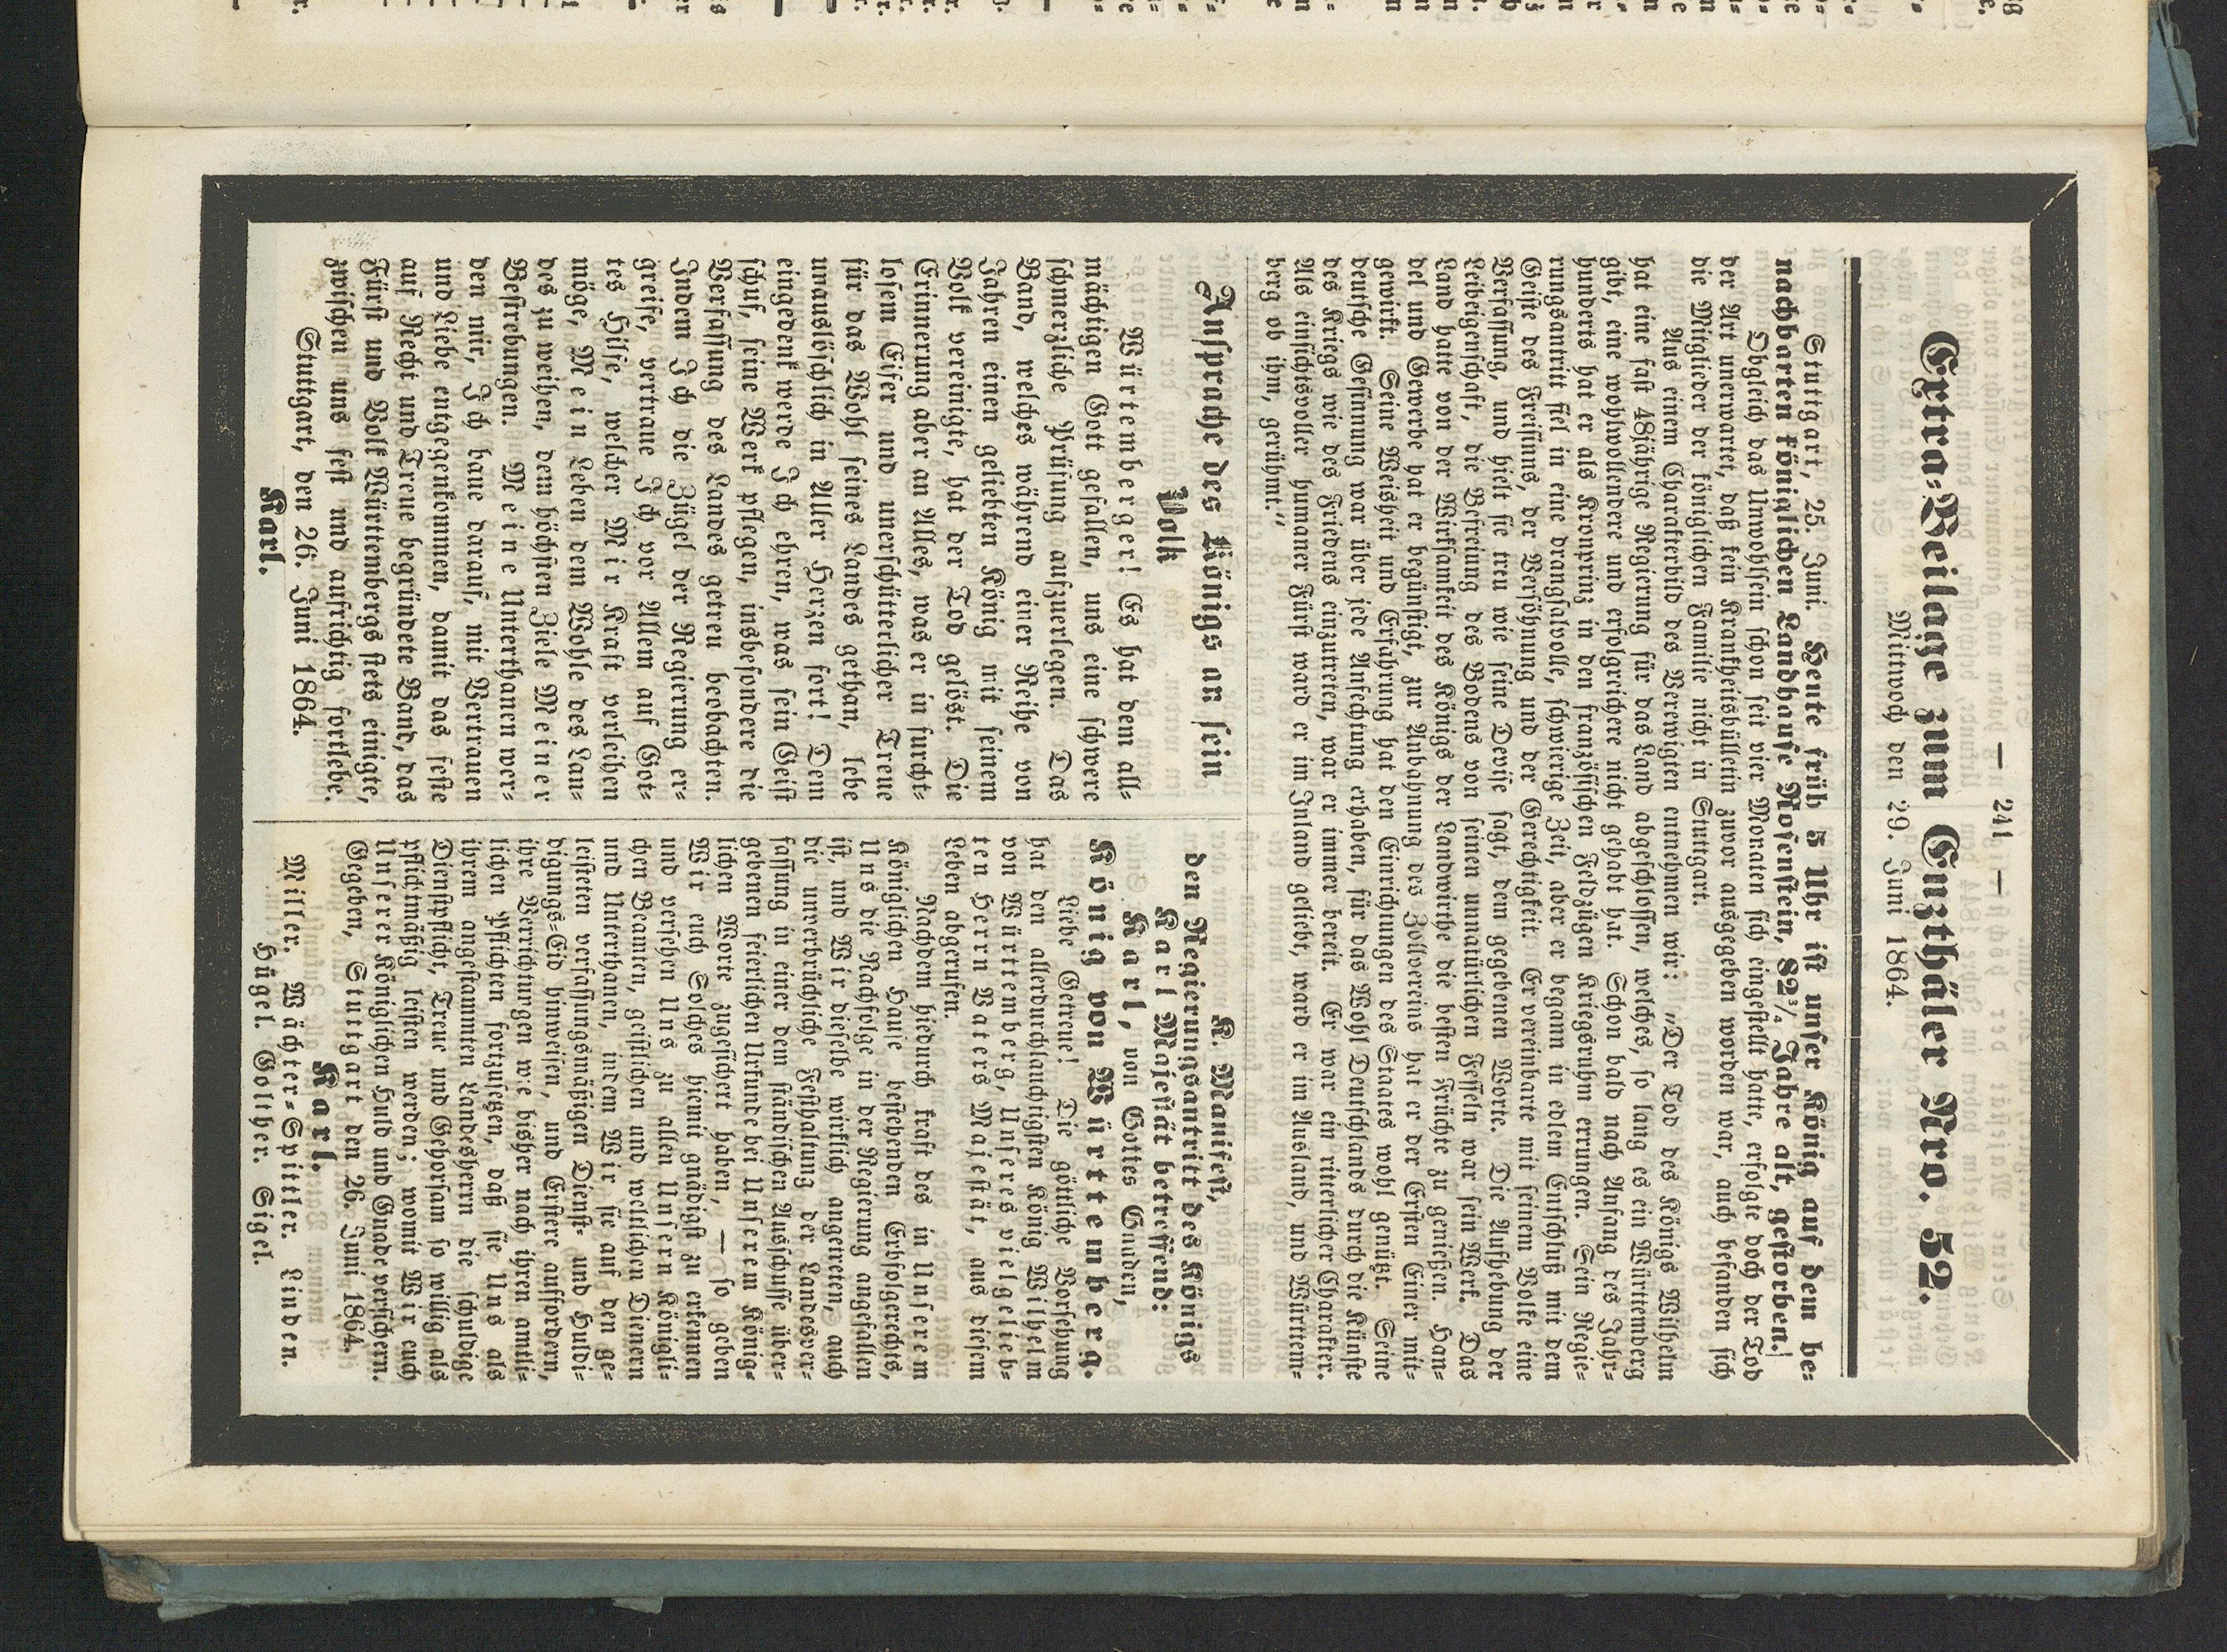 — 241 —
Extra-Beilage zum Enzthäler Nro. 52.
Mittwoch den 29. Juni 1864.
Stuttgart, 25. Juni. Heute früh 5 Uhr ist unser König auf dem be-
nachbarten königlichen Landhause Rosenstein, 82¾ Jahre alt, gestorben.
Obgleich das Unwohlsein schon seit vier Monaten sich eingestellt hatte, erfolgte doch der Tod
der Art unerwartet, daß kein Krankheitsbülletin zuvor ausgegeben worden war, auch befanden sich
die Mitglieder der königlichen Familie nicht in Stuttgart.
Aus einem Charakterbild des Verewigten entnehmen wir: „Der Tod des Königs Wilhelm
hat eine fast 48jährige Regierung für das Land abgeschlossen, welches, so lang es ein Württemberg
gibt, eine wohlwollendere und erfolgreichere nicht gehabt hat. Schon bald nach Anfang des Jahr-
hunderts hat er als Kronprinz in den französischen Feldzügen Kriegsruhm errungen. Sein Regie-
rungsantritt fiel in eine drangsalvolle, schwierige Zeit, aber er begann in edlem Entschluß mit dem
Geiste des Freisinns, der Versöhnung und der Gerechtigkeit. Er vereinbarte mit seinem Volke eine
Verfassung, und hielt sie treu wie seine Devise sagt, dem gegebenen Worte. Die Aufhebung der
Leibeigenschaft, die Befreiung des Bodens von seinen unnatürlichen Fesseln war sein Werk. Das
Land hatte von der Wirksamkeit des Königs der Landwirthe die besten Früchte zu genießen. Han-
del und Gewerbe hat er begünstigt, zur Anbahnung des Zollvereins hat er der Ersten Einer mit-
gewirkt. Seine Weisheit und Erfahrung hat den Einrichtungen des Staates wohl genützt. Seine
deutsche Gesinnung war über jede Anfechtung erhaben, für das Wohl Deutschlands durch die Künste
des Kriegs wie des Friedens einzutreten, war er immer bereit. Er war ein ritterlicher Charakter.
Als einsichtsvoller humaner Fürst ward er im Inland geliebt, ward er im Ausland, und Württem-
berg ob ihm, gerühmt.“
Ansprache des Königs an sein
Volk
Württemberger! Es hat dem all-
mächtigen Gott gefallen, uns eine schwere
schmerzliche Prüfung aufzuerlegen. Das
Band, welches während einer Reihe von
Jahren einen geliebten König mit seinem
Volk vereinigte, hat der Tod gelöst. Die
Erinnerung aber an Alles, was er in furcht-
losem Eifer und unerschütterlicher Treue
für das Wohl seines Landes gethan, lebe
unauslöschlich in Aller Herzen fort! Dem
eingedenk werde Ich ehren, was sein Geist
schuf, seine Werk pflegen, insbesondere die
Verfassung des Landes getreu beobachten.
Indem Ich die Zügel der Regierung er-
greife, vertraue Ich vor Allem auf Got-
tes Hilfe, welcher Mir Kraft verleihen
möge, Mein Leben dem Wohle des Lan-
des zu weihen, dem höchsten Ziele Meiner
Bestrebungen. Meine Unterthanen wer-
den mir, Ich baue darauf, mit Vertrauen
und Liebe entgegenkommen, damit das feste
auf Recht und Treue begründete Band, das
Fürst und Volk Württembergs stets einigte,
zwischen uns fest und aufrichtig fortlebe.
Stuttgart, den 26. Juni 1864.
Karl.
K. Manifest,
den Regierungsantritt des Königs
Karl Majestät betreffend:
Karl, von Gottes Gnaden,
König von Württemberg.
Liebe Getreue! Die göttliche Vorsehung
hat den allerdurchlauchtigsten König Wilhelm
von Württemberg, Unseres vielgelieb-
ten Herrn Vaters Majestät, aus diesem
Leben abgerufen.
Nachdem hiedurch kraft des in Unserem
Königlichen Hause bestehenden Erbfolgerechts,
Uns die Nachfolge in der Regierung angefallen
ist, und Wir dieselbe wirklich angetreten, auch
die unverbrüchliche Festhaltung der Landesver-
fassung in einer dem ständischen Ausschusse über-
gebenen feierlichen Urkunde bei Unserem König-
lichen Worte zugesichert haben, — so geben
Wir euch Solches hiemit gnädigst zu erkennen
und versehen Uns zu allen Unsern Königli-
chen Beamten, geistlichen und weltlichen Dienern
und Unterthanen, indem Wir sie auf den ge-
leisteten verfassungsmäßigen Dienst- und Huldi-
digungs-Eid hinweisen, und Erstere auffordern,
ihre Verrichtungen wie bisher nach ihren amtli-
lichen Pflichten fortzusetzen, daß sie Uns als
ihrem angestammten Landesherrn die schuldige
Dienstpflicht, Treue und Gehorsam so willig als
pflichtmäßig leisten werden; womit Wir euch
Unserer Königlichen Huld und Gnade versichern.
Gegeben, Stuttgart den 26. Juni 1864.
Karl.
Miller. Wächter-Spittler. Linden.
Hügel. Golther. Sigel.